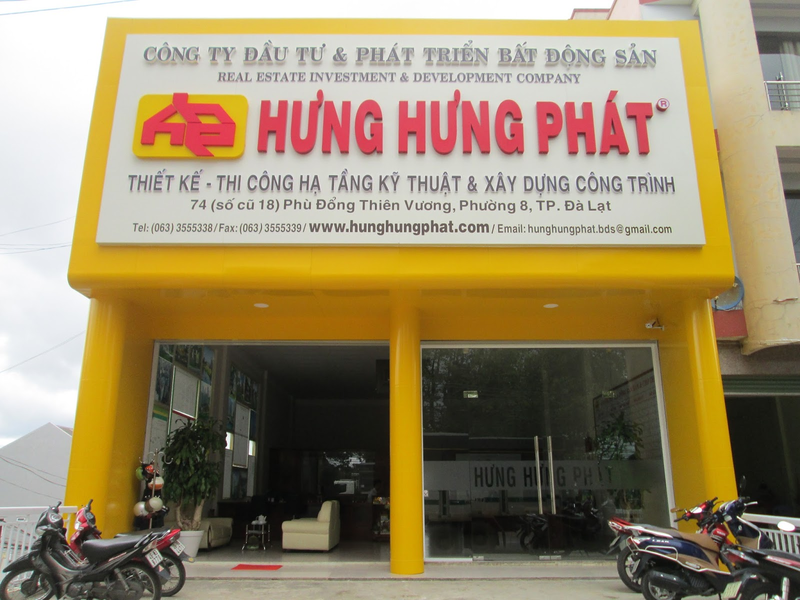 CÔNG TY ĐẦU TƯ & PHÁT TRIỂN BẤT ĐỘNG SẢN
REAL ESTATE INVESTMENT & DEVELOPMENT COMPANY
HƯNG HƯNG PHÁT®
THIẾT KẾ - THI CÔNG HẠ TẦNG KỸ THUẬT & XÂY DỰNG CÔNG TRÌNH
74 (số cũ 18) Phù Đổng Thiên Vương, Phường 8, TP. Đà Lạt
Tel: (063) 3555338 / Fax: (063) 3555339 / www.hunghungphat.com / Email: hunghungphat.bds@gmail.com
HƯNG HƯNG PHÁT